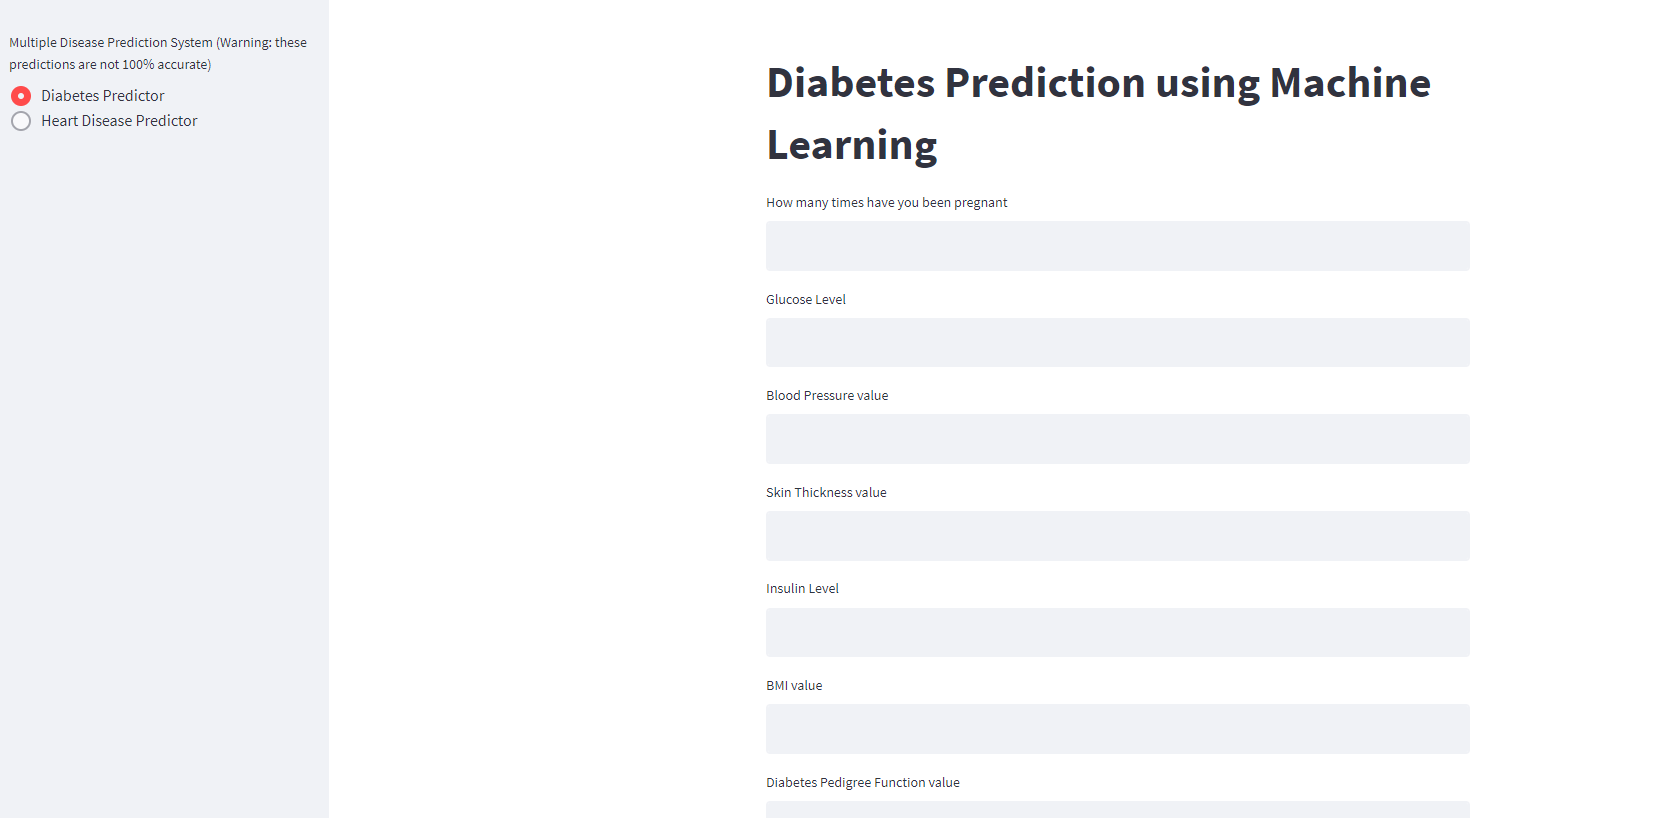 Multiple Disease Prediction System (Warning: these
predictions are not 100% accurate)
Diabetes Predictor
Heart Disease Predictor
Diabetes Prediction using Machine
Learning
How many times have you been pregnant
Glucose Level
Blood Pressure value
Skin Thickness value
Insulin Level
BMI value
Diabetes Pedigree Function value